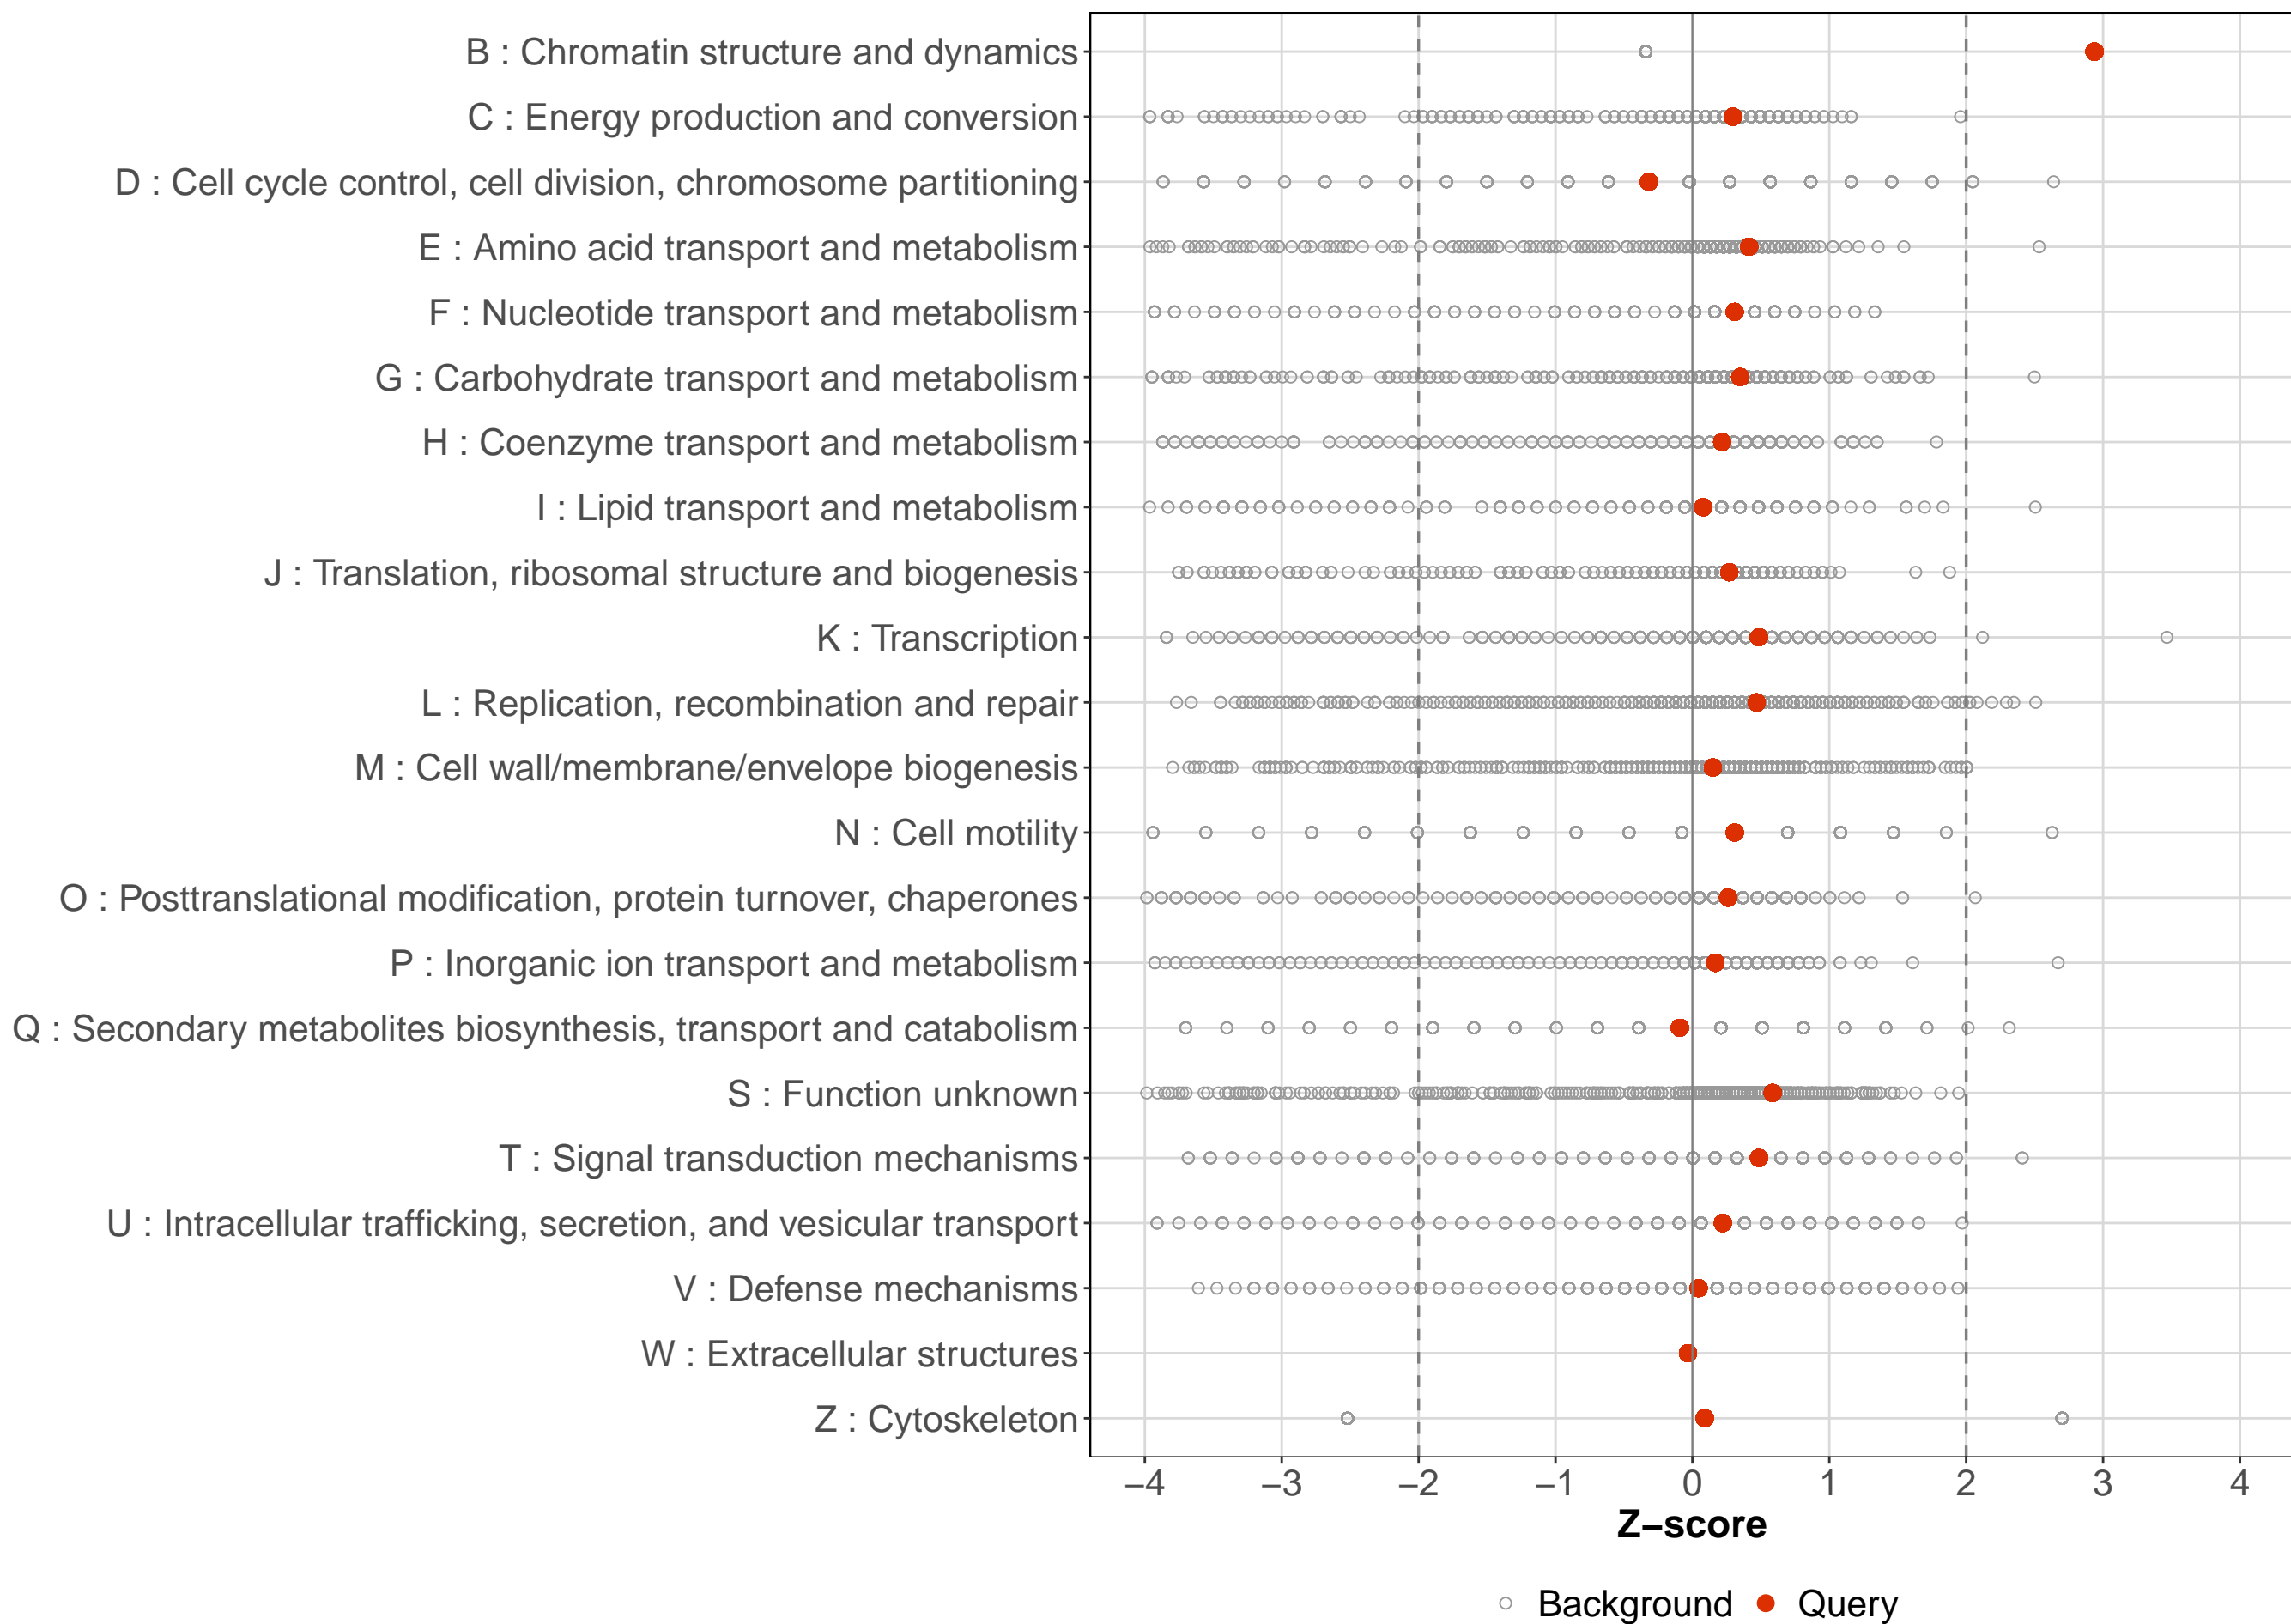 B : Chromatin structure and dynamics
C : Energy production and conversion
D : Cell cycle control, cell division, chromosome partitioning
E : Amino acid transport and metabolism
F : Nucleotide transport and metabolism
G : Carbohydrate transport and metabolism
H : Coenzyme transport and metabolism
I : Lipid transport and metabolism
J : Translation, ribosomal structure and biogenesis
K : Transcription
L : Replication, recombination and repair
M : Cell wall/membrane/envelope biogenesis
N : Cell motility
O : Posttranslational modification, protein turnover, chaperones
P : Inorganic ion transport and metabolism
Q : Secondary metabolites biosynthesis, transport and catabolism
S : Function unknown
T : Signal transduction mechanisms
U : Intracellular trafficking, secretion, and vesicular transport
V : Defense mechanisms
W : Extracellular structures
Z : Cytoskeleton
−4 −3 −2 −1 0 1 2 3 4
Z−score
Background Query